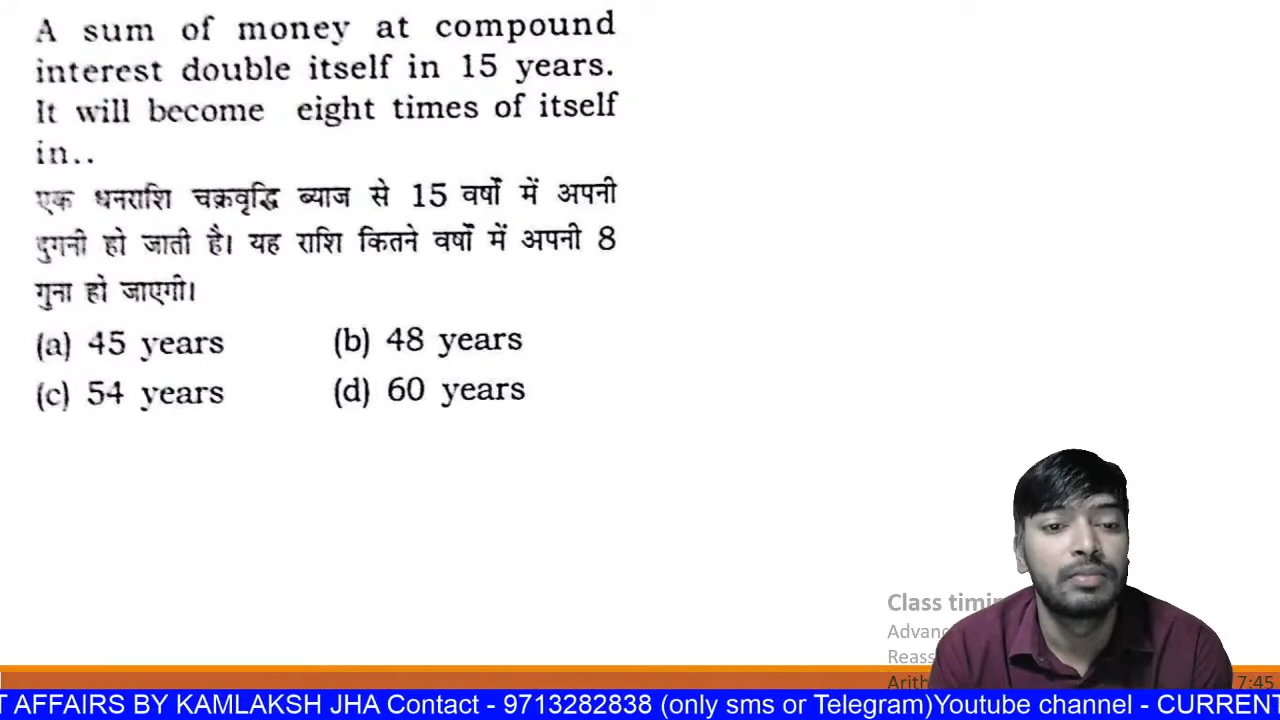 A sum of money at compound
interest double itself in 15 years.
It will become eight times of itself
in..
एक धनराशि चक्रवृद्धि ब्याज से 15 वर्षों में अपनी
दुगनी हो जाती है। यह राशि कितने वर्षों में अपनी 8
गुना हो जाएगी।
(a) 45 years (b) 48 years
(c) 54 years (d) 60 years
Class timin
Advanc
Reas
Arith 7:45
T AFFAIRS BY KAMLAKSH JHA Contact - 9713282838 (only sms or Telegram)Youtube channel - CURREN